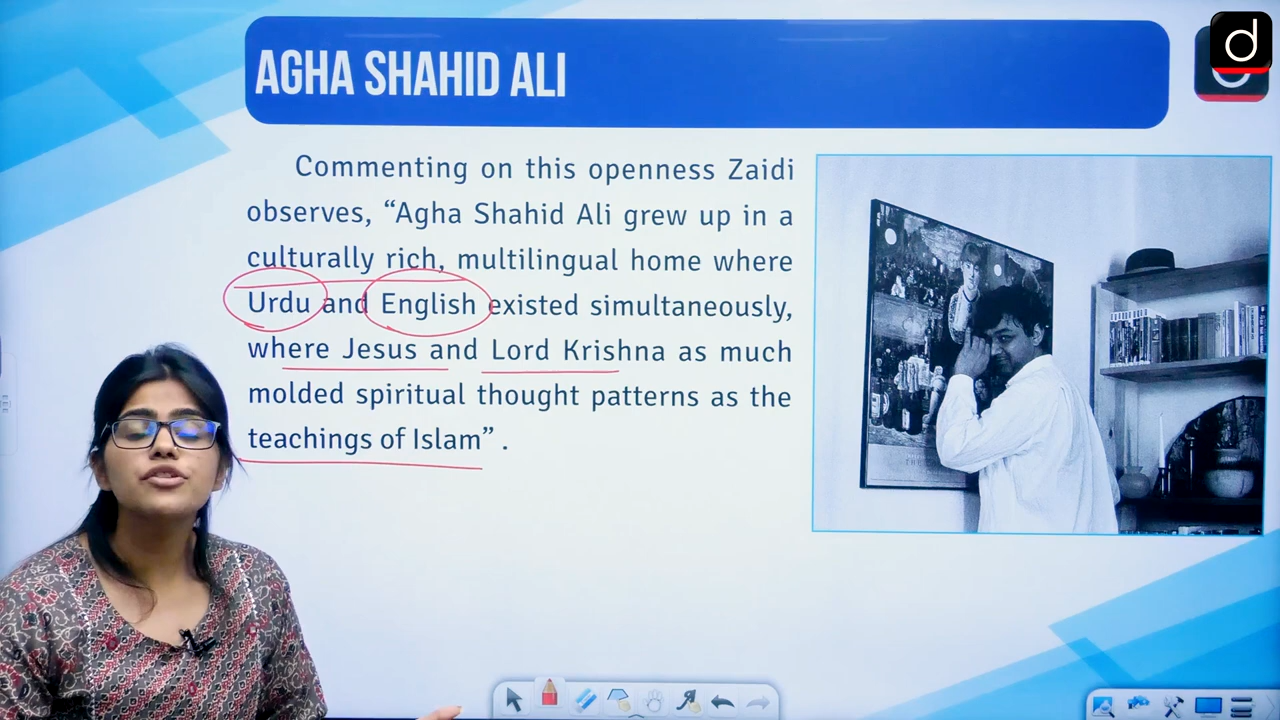 d
AGHA SHAHID ALI
Commenting on this openness Zaidi
observes, “Agha Shahid Ali grew up in a
culturally rich, multilingual home where
Urdu and English existed simultaneously,
where Jesus and Lord Krishna as much
molded spiritual thought patterns as the
teachings of Islam” .